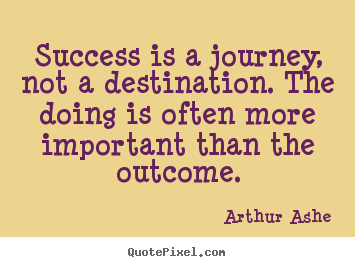 Success is a journey,
not a destination. The
doing is often more
important than the
outcome.
Arthur Ashe
QuotePixel.com